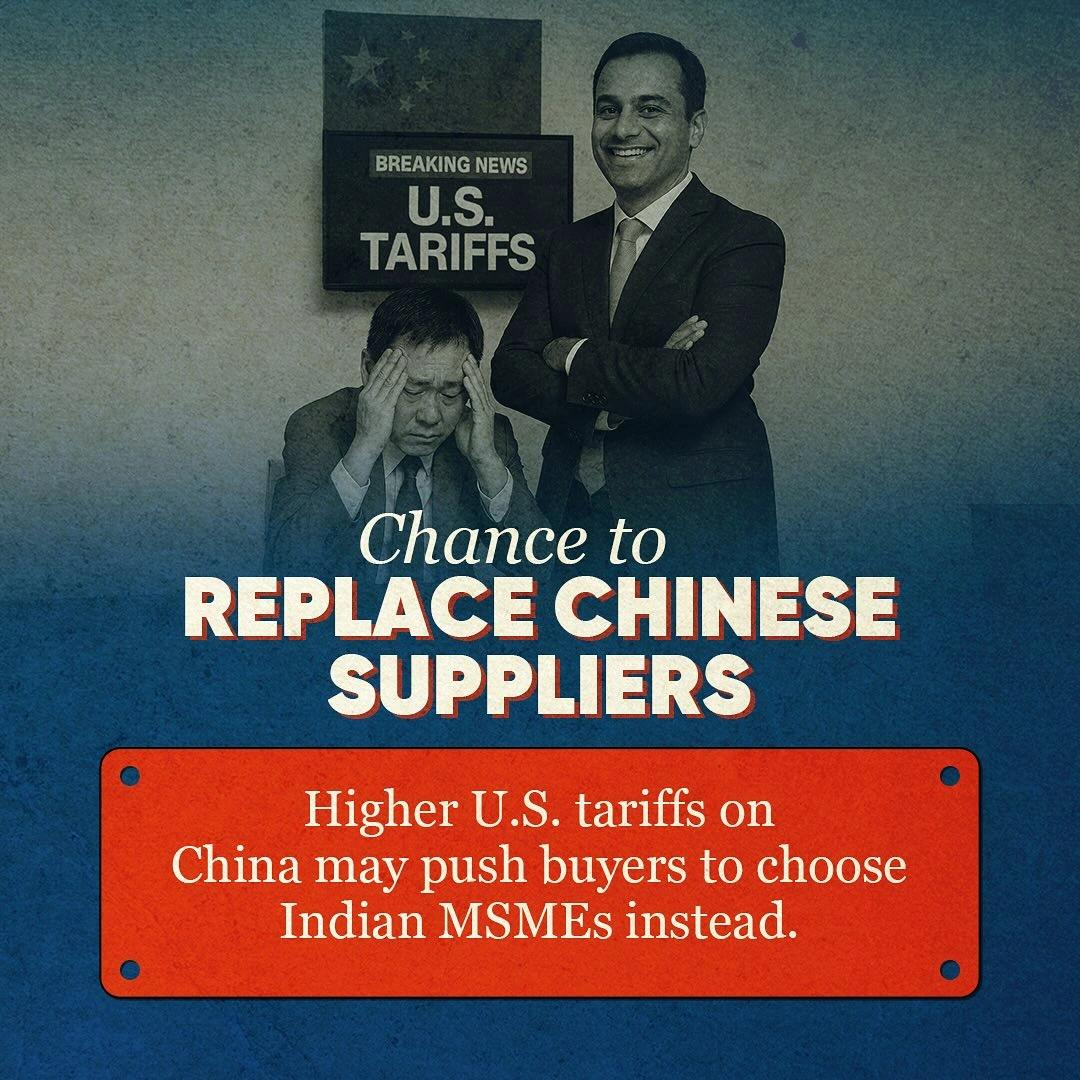 BREAKING NEWS
U.S.
TARIFFS
Chance to
REPLACE CHINESE
SUPPLIERS
Higher U.S. tariffs on
China may push buyers to choose
Indian MSMEs instead.